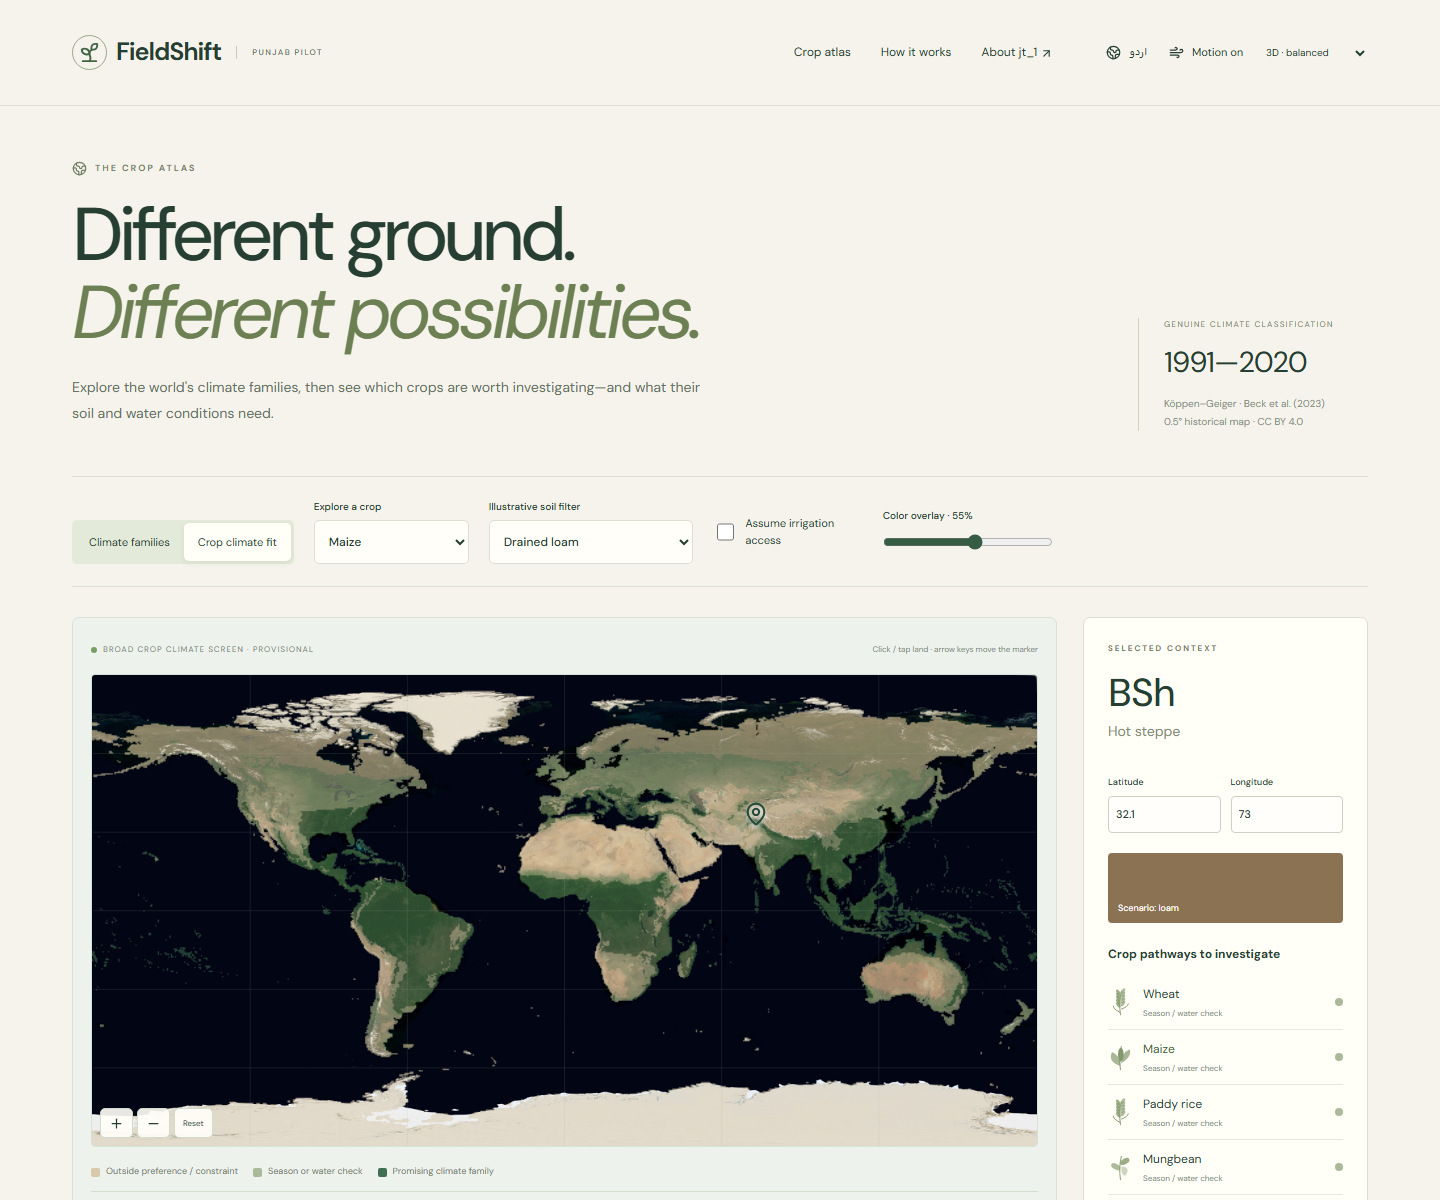 FieldShift
PUNJAB PILOT
Crop atlas
How it works
About jt_1
اردو
Motion on
3D · balanced
THE CROP ATLAS
Different ground.
Different possibilities.
Explore the world's climate families, then see which crops are worth investigating—and what their
soil and water conditions need.
GENUINE CLIMATE CLASSIFICATION
1991—2020
Köppen–Geiger · Beck et al. (2023)
0.5° historical map · CC BY 4.0
Climate families
Crop climate fit
Explore a crop
Maize
Illustrative soil filter
Drained loam
Assume irrigation
access
Color overlay · 55%
BROAD CROP CLIMATE SCREEN · PROVISIONAL
Click / tap land · arrow keys move the marker
+
−
Reset
Outside preference / constraint
Season or water check
Promising climate family
SELECTED CONTEXT
BSh
Hot steppe
Latitude
Longitude
32.1
73
Scenario: loam
Crop pathways to investigate
Wheat
Season / water check
Maize
Season / water check
Paddy rice
Season / water check
Mungbean
Season / water check